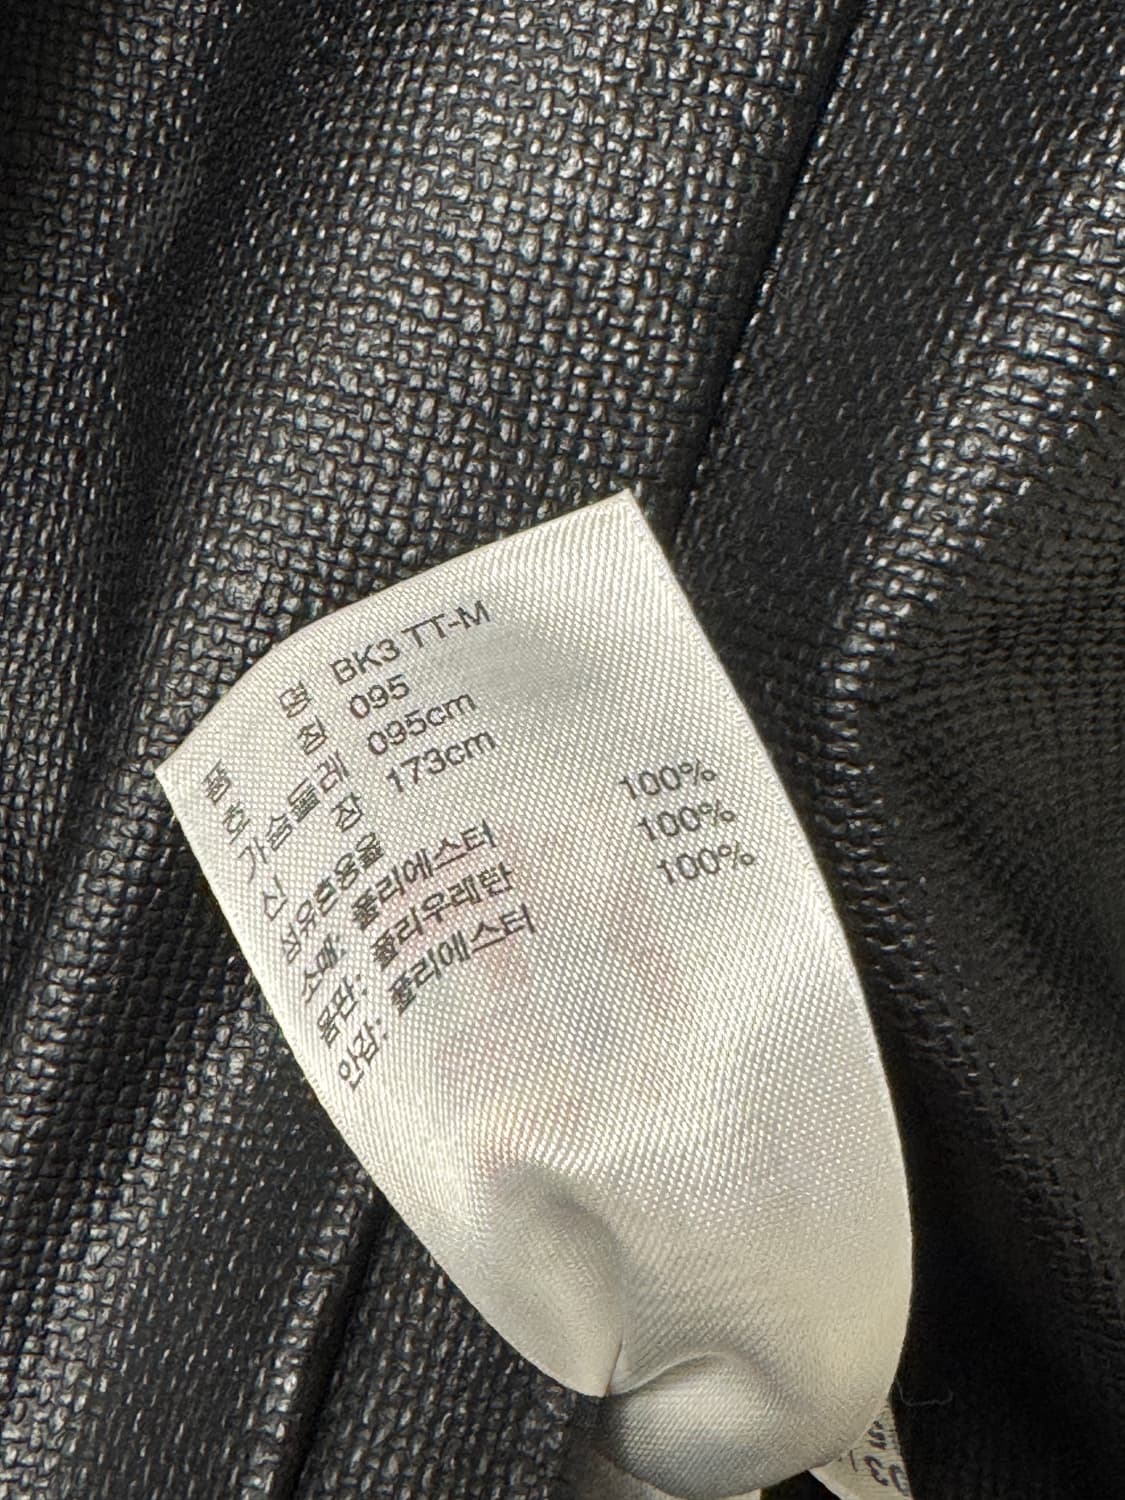 품 명 BK3 TT-M
호 칭 095
가슴둘레 095cm
신 장 173cm
섬유혼용율
소매: 폴리에스터 100%
몸판: 폴리우레탄 100%
안감: 폴리에스터 100%